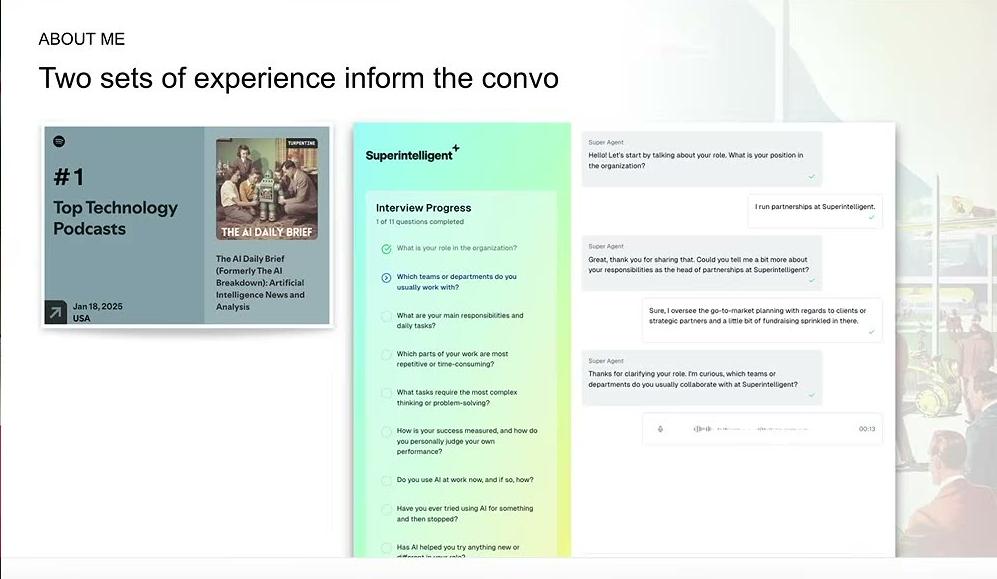 ABOUT ME
Two sets of experience inform the convo
#1
Top Technology
Podcasts
Jan 18, 2025
USA
TURPENTINE
THE AI DAILY BRIEF
The AI Daily Brief
(Formerly The AI
Breakdown): Artificial
Intelligence News and
Analysis
Superintelligent
Interview Progress
1 of 11 questions completed
What is your role in the organization?
Which teams or departments do you
usually work with?
What are your main responsibilities and
daily tasks?
Which parts of your work are most
repetitive or time-consuming?
What tasks require the most complex
thinking or problem-solving?
How is your success measured, and how do
you personally judge your own
performance?
Do you use AI at work now, and if so, how?
Have you ever tried using AI for something
and then stopped?
Has AI helped you try anything new or
different in your role?
Super Agent
Hello! Let's start by talking about your role. What is your position in
the organization?
I run partnerships at Superintelligent.
Super Agent
Great, thank you for sharing that. Could you tell me a bit more about
your responsibilities as the head of partnerships at Superintelligent?
Sure, I oversee the go-to-market planning with regards to clients or
strategic partners and a little bit of fundraising sprinkled in there.
Super Agent
Thanks for clarifying your role. I'm curious, which teams or
departments do you usually collaborate with at Superintelligent?
00:13